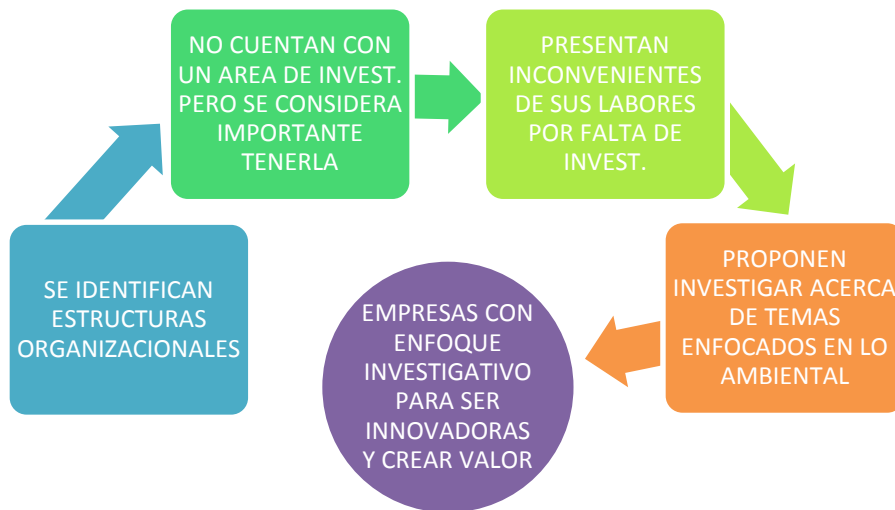 SE IDENTIFICAN
ESTRUCTURAS
ORGANIZACIONALES
NO CUENTAN CON
UN AREA DE INVEST.
PERO SE CONSIDERA
IMPORTANTE
TENERLA
PRESENTAN
INCONVENIENTES
DE SUS LABORES
POR FALTA DE
INVEST.
PROPONEN
INVESTIGAR ACERCA
DE TEMAS
ENFOCADOS EN LO
AMBIENTAL
EMPRESAS CON
ENFOQUE
INVESTIGATIVO
PARA SER
INNOVADORAS
Y CREAR VALOR